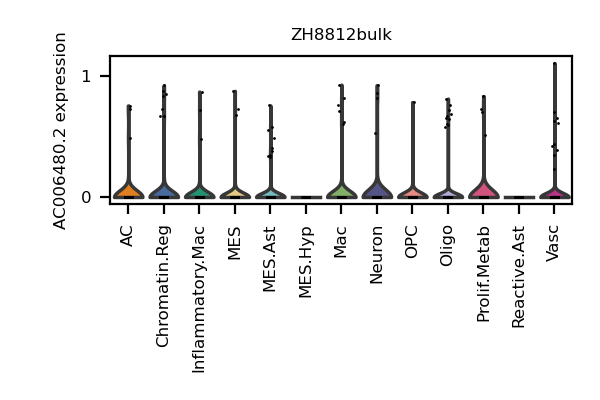 ZH8812bulk
AC006480.2 expression
1
0
AC
Chromatin.Reg
Inflammatory.Mac
MES
MES.Ast
MES.Hyp
Mac
Neuron
OPC
Oligo
Prolif.Metab
Reactive.Ast
Vasc